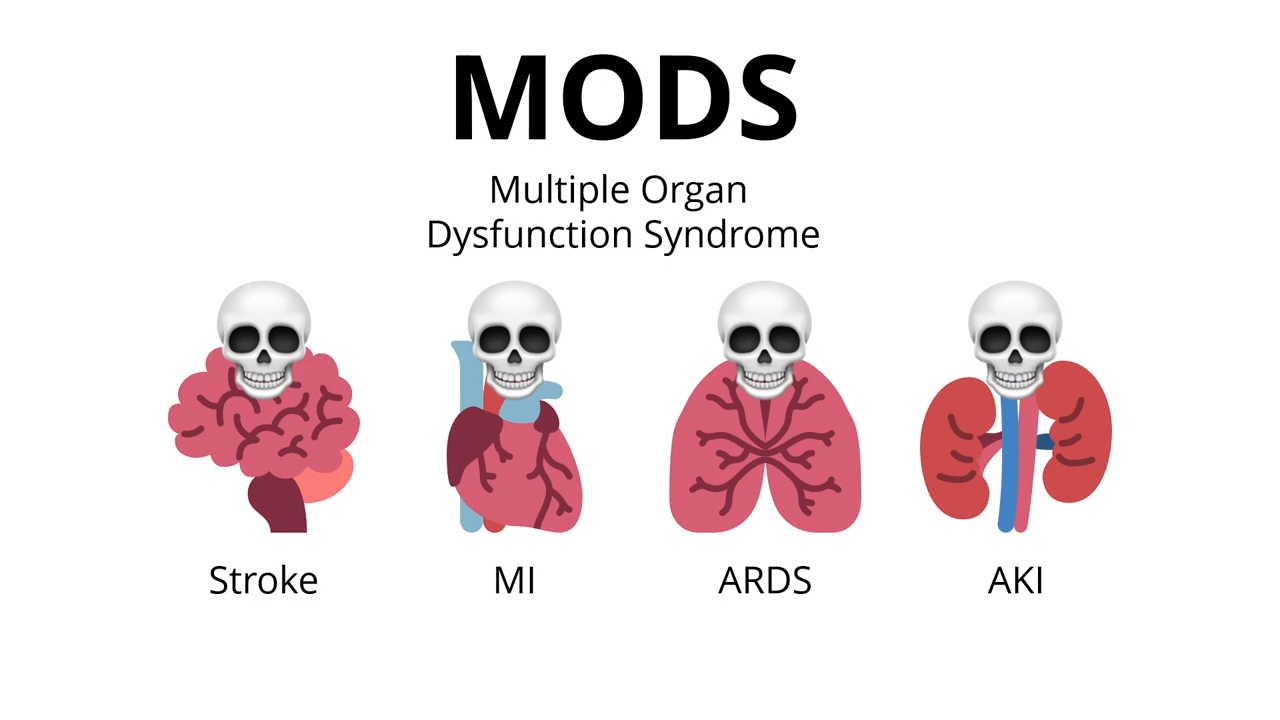 MODS
Multiple Organ
Dysfunction Syndrome
Stroke
MI
ARDS
AKI